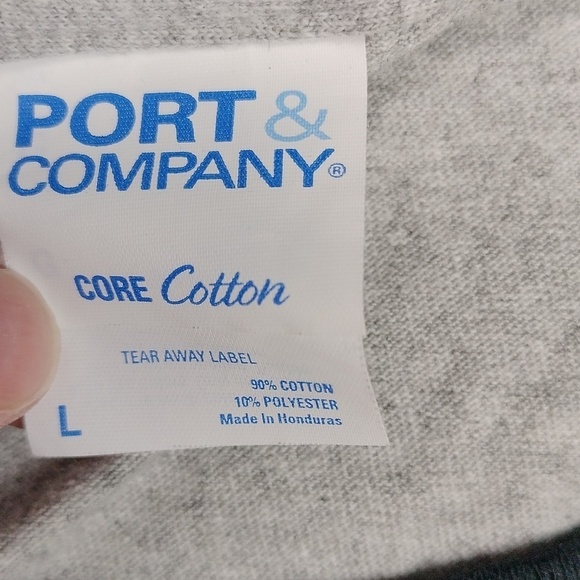 PORT &
COMPANY®
CORE Cotton
TEAR AWAY LABEL
90% COTTON
10% POLYESTER
Made In Honduras
L